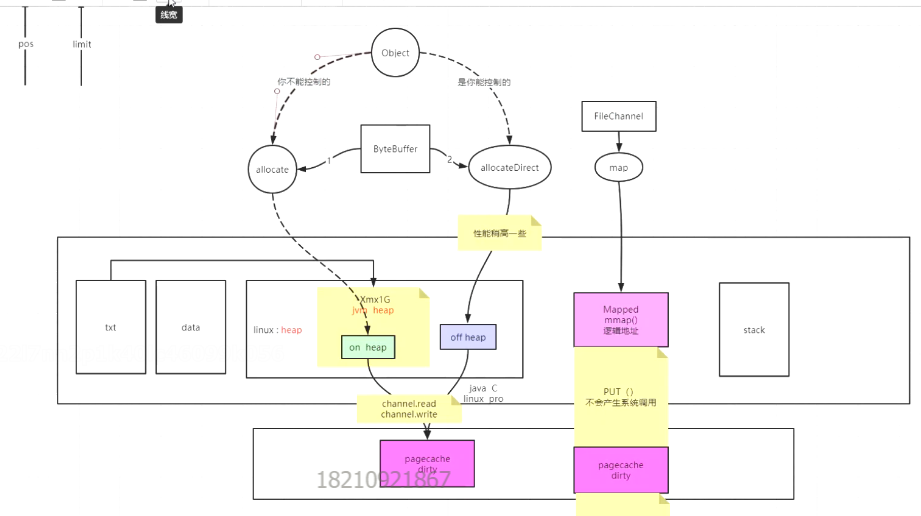 线宽
pos
limit
Object
你不能控制的
是你能控制的
FileChannel
ByteBuffer
1
2
allocate
allocateDirect
map
性能稍高一些
txt
data
linux : heap
Xmx1G
jvm heap
on heap
off heap
Mapped
mmap()
逻辑地址
stack
PUT（）
不会产生系统调用
java C
linux pro
channel.read
channel.write
pagecache
dirty
pagecache
dirty
18210921867